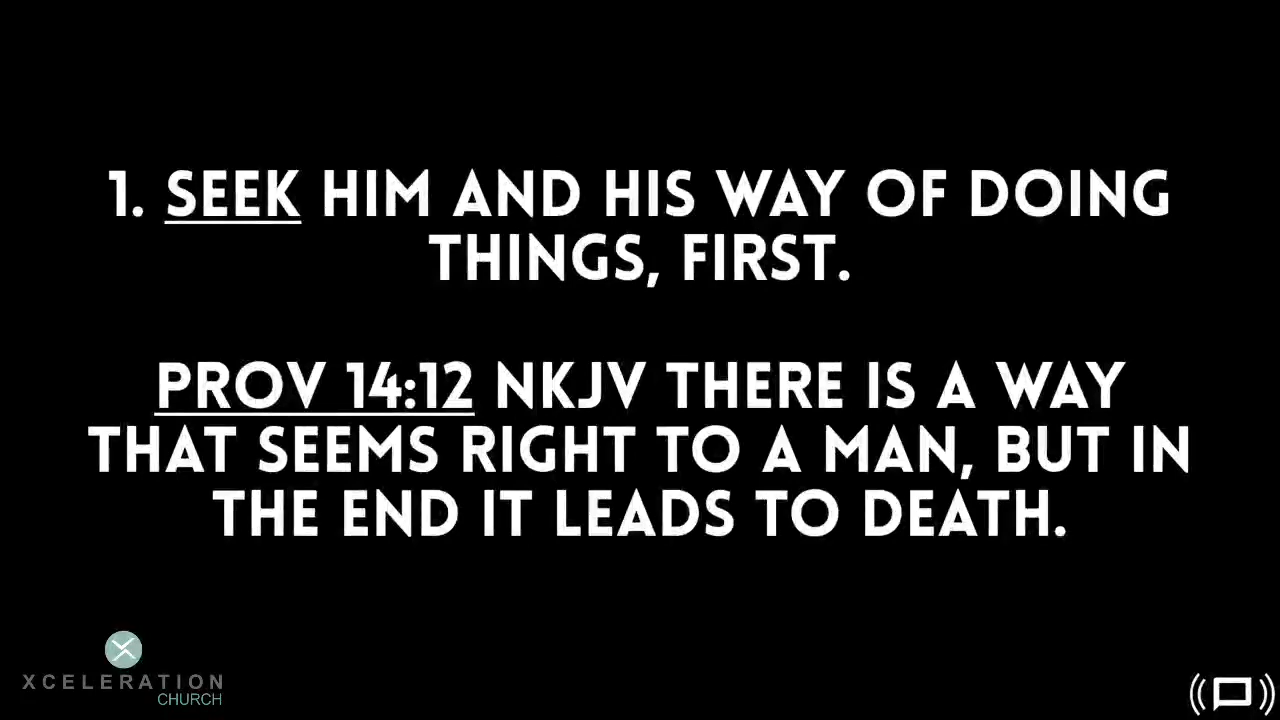 1. SEEK HIM AND HIS WAY OF DOING
THINGS, FIRST.
PROV 14:12 NKJV THERE IS A WAY
THAT SEEMS RIGHT TO A MAN, BUT IN
THE END IT LEADS TO DEATH.
XCELERATION
CHURCH